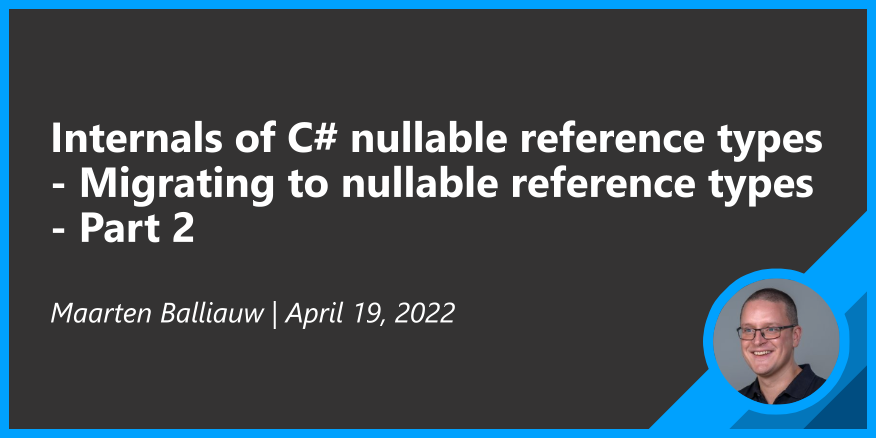 Internals of C# nullable reference types
- Migrating to nullable reference types
- Part 2
Maarten Balliauw | April 19, 2022